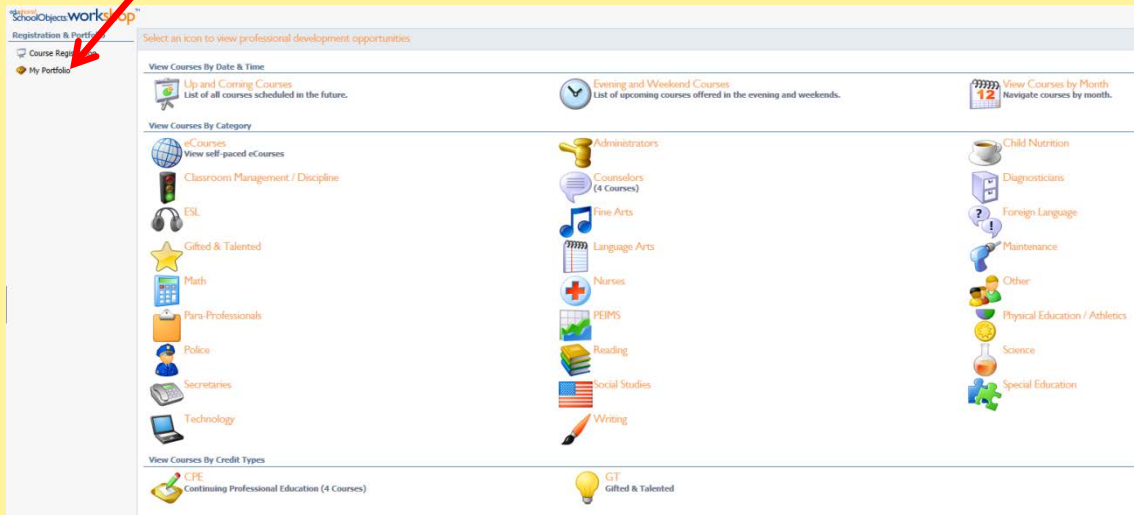 eduphoria!
SchoolObjects:workshop™
Registration & Portfolio
Course Registration
My Portfolio
Select an icon to view professional development opportunities
View Courses By Date & Time
Up and Coming Courses
List of all courses scheduled in the future.
Evening and Weekend Courses
List of upcoming courses offered in the evening and weekends.
12
View Courses by Month
Navigate courses by month.
View Courses By Category
eCourses
View self-paced eCourses
Administrators
Child Nutrition
Classroom Management / Discipline
Counselors
(4 Courses)
Diagnosticians
ESL
Fine Arts
? !
Foreign Language
Gifted & Talented
Language Arts
Maintenance
Math
Nurses
Other
Para-Professionals
PEIMS
Physical Education / Athletics
Police
Reading
Science
Secretaries
Social Studies
Special Education
Technology
Writing
View Courses By Credit Types
CPE
Continuing Professional Education (4 Courses)
GT
Gifted & Talented